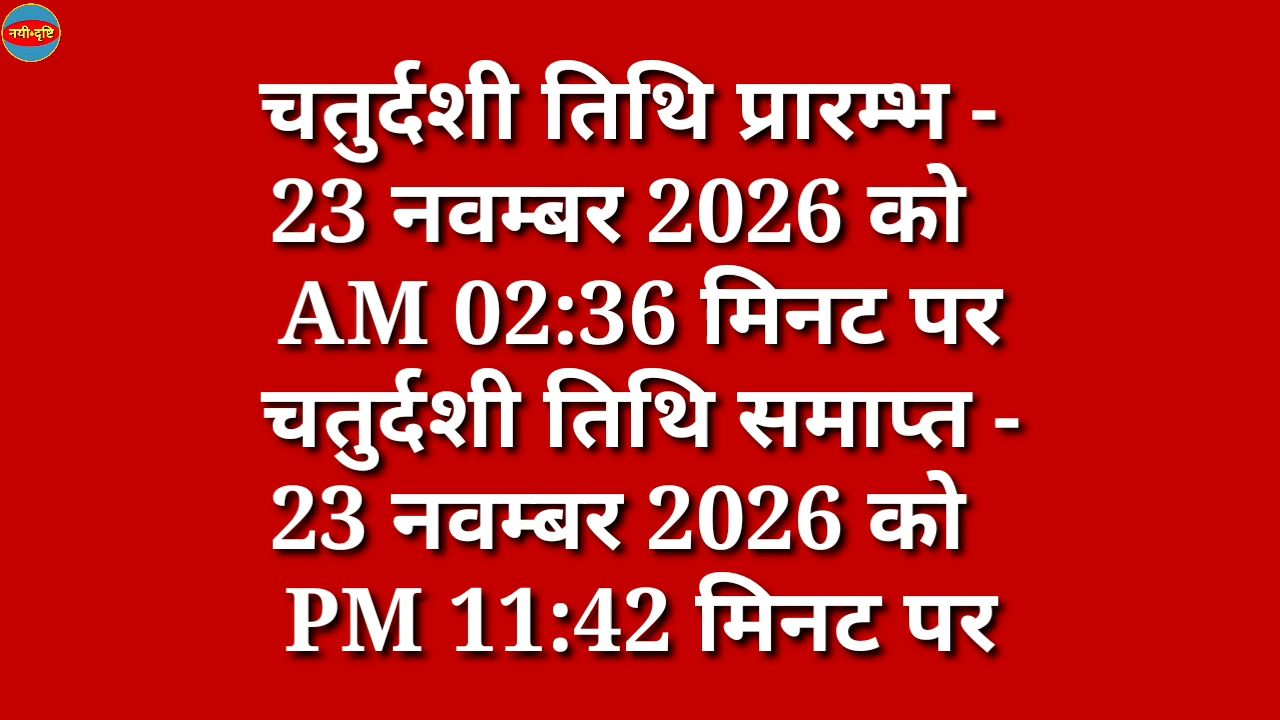 नयी•दृष्टि
चतुर्दशी तिथि प्रारम्भ -
23 नवम्बर 2026 को
AM 02:36 मिनट पर
चतुर्दशी तिथि समाप्त -
23 नवम्बर 2026 को
PM 11:42 मिनट पर